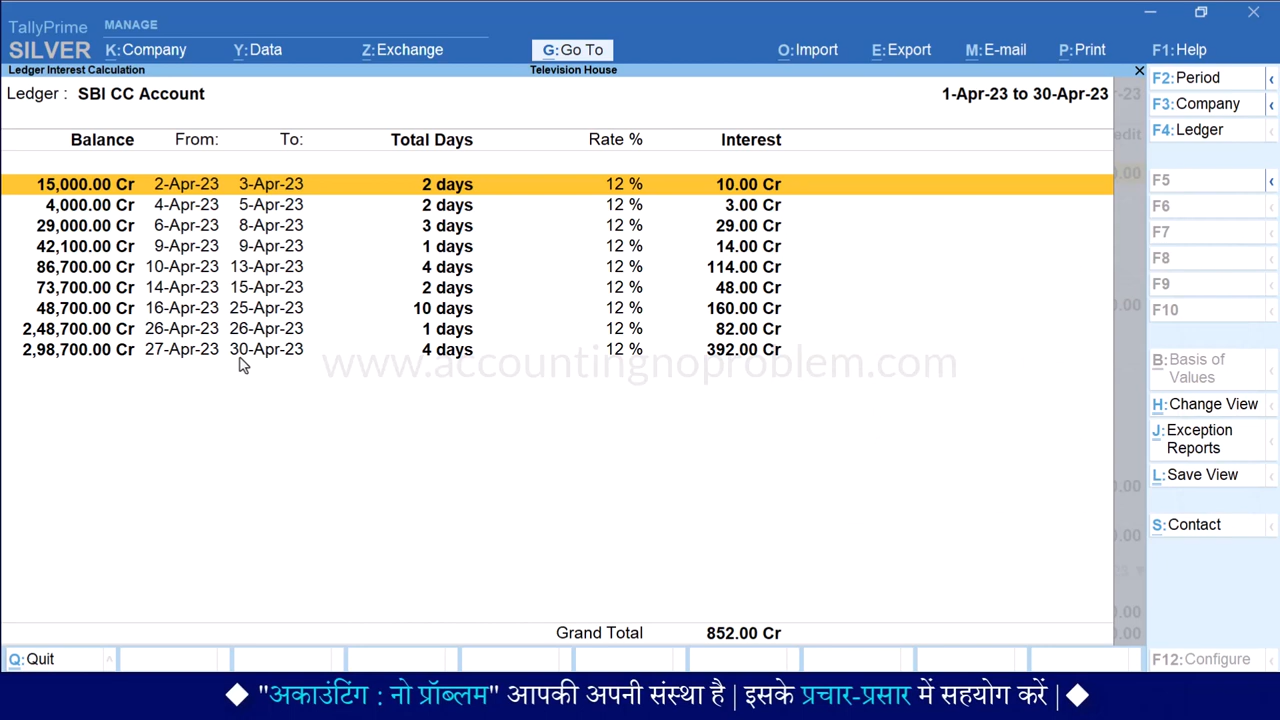 TallyPrime
MANAGE
SILVER
K:Company Y:Data Z:Exchange G:Go To O:Import E:Export M:E-mail P:Print F1:Help
Ledger Interest Calculation Television House
Ledger : SBI CC Account 1-Apr-23 to 30-Apr-23
Balance From: To: Total Days Rate % Interest
15,000.00 Cr 2-Apr-23 3-Apr-23 2 days 12 % 10.00 Cr
4,000.00 Cr 4-Apr-23 5-Apr-23 2 days 12 % 3.00 Cr
29,000.00 Cr 6-Apr-23 8-Apr-23 3 days 12 % 29.00 Cr
42,100.00 Cr 9-Apr-23 9-Apr-23 1 days 12 % 14.00 Cr
86,700.00 Cr 10-Apr-23 13-Apr-23 4 days 12 % 114.00 Cr
73,700.00 Cr 14-Apr-23 15-Apr-23 2 days 12 % 48.00 Cr
48,700.00 Cr 16-Apr-23 25-Apr-23 10 days 12 % 160.00 Cr
2,48,700.00 Cr 26-Apr-23 26-Apr-23 1 days 12 % 82.00 Cr
2,98,700.00 Cr 27-Apr-23 30-Apr-23 4 days 12 % 392.00 Cr
www.accountingnoproblem.com
Grand Total 852.00 Cr
F2:Period
F3:Company
F4:Ledger
F5
F6
F7
F8
F9
F10
B:Basis of
Values
H:Change View
J:Exception
Reports
L:Save View
S:Contact
Q:Quit F12:Configure
"अकाउंटिंग : नो प्रॉब्लम" आपकी अपनी संस्था है | इसके प्रचार-प्रसार में सहयोग करें |